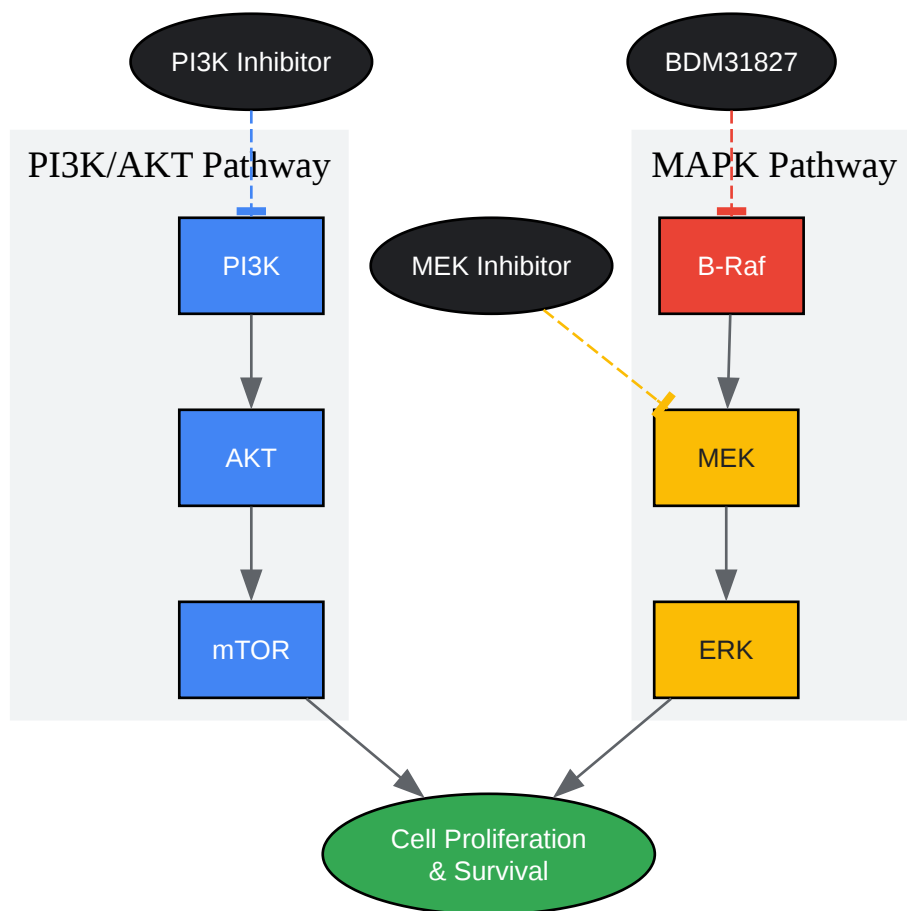 PI3K Inhibitor
BDM31827
PI3K/AKT Pathway
MAPK Pathway
PI3K
MEK Inhibitor
B-Raf
AKT
MEK
mTOR
ERK
Cell Proliferation
& Survival